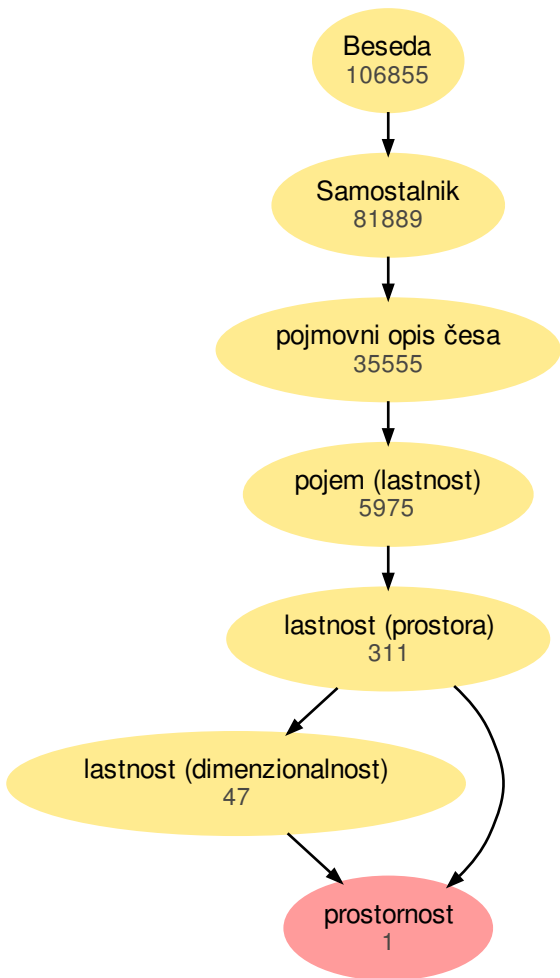 Beseda
106855
Samostalnik
81889
pojmovni opis česa
35555
pojem (lastnost)
5975
lastnost (prostora)
311
lastnost (dimenzionalnost)
47
prostornost
1